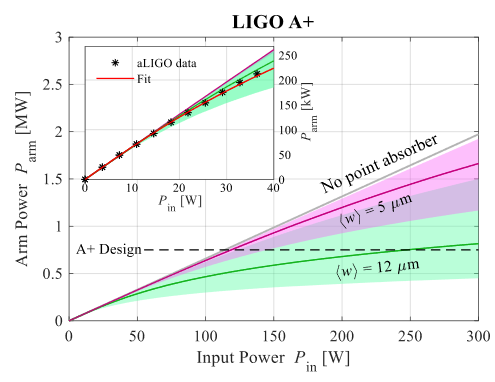 LIGO A+
3
2.5
2
1.5
1
0.5
0
Arm Power P_arm [MW]
aLIGO data
Fit
250
200
150
100
50
0
P_arm [kW]
0 10 20 30 40
P_in [W]
No point absorber
⟨w⟩ = 5 μm
A+ Design
⟨w⟩ = 12 μm
0 50 100 150 200 250 300
Input Power P_in [W]